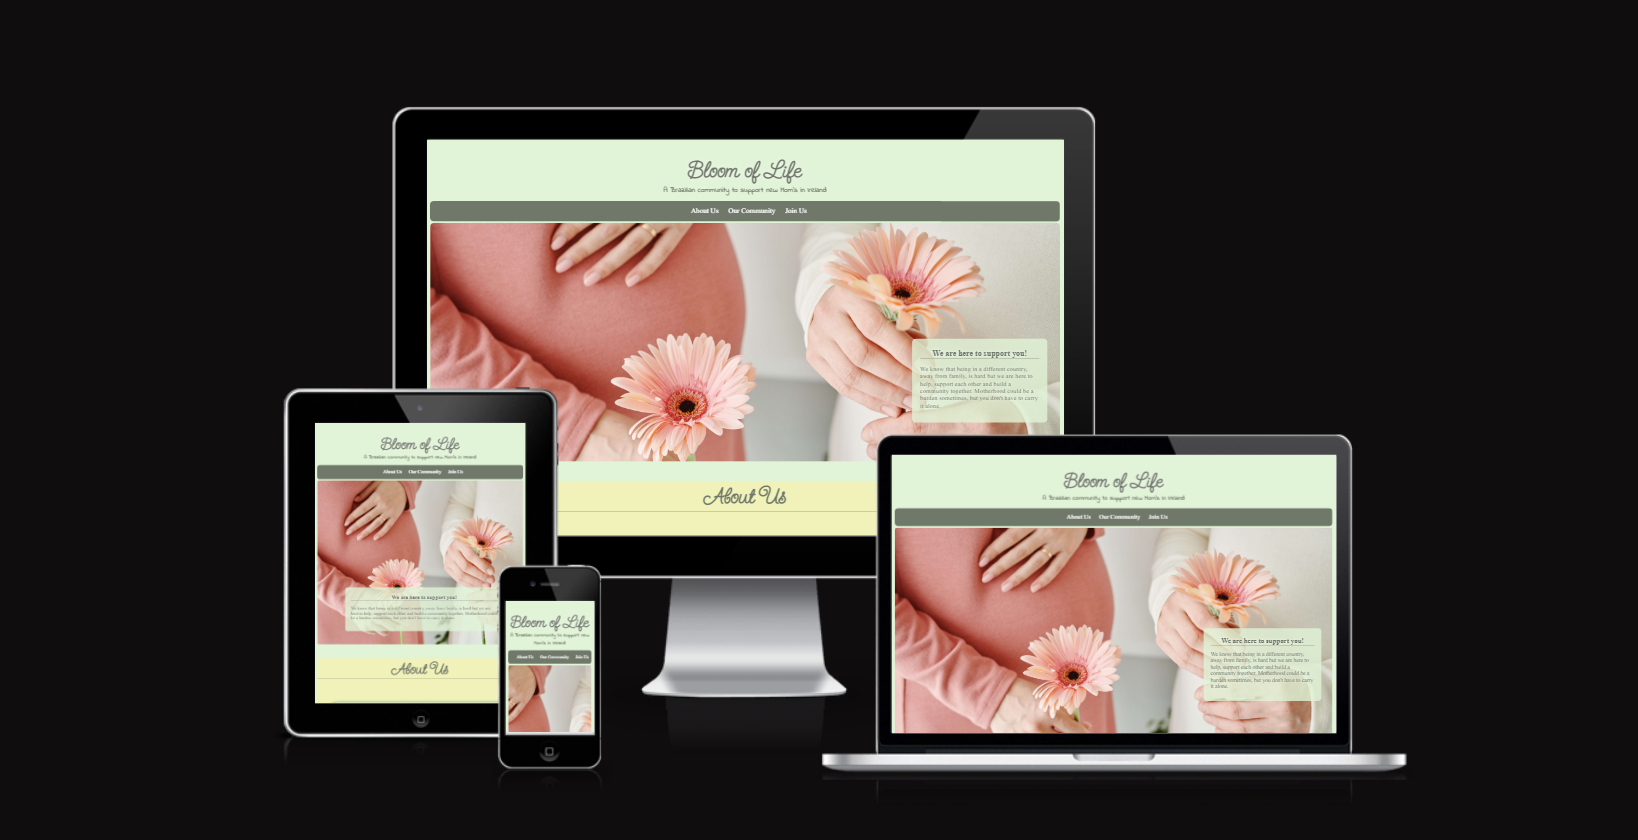 Bloom of Life
A Brazilian community to support new Mom's in Ireland
About Us Our Community Join Us
We are here to support you!
We know that being in a different country,
away from family, is hard but we are here to
help, support each other and build a
community together. Motherhood could be a
burden sometimes, but you don't have to carry
it alone.
About Us
Bloom of Life
A Brazilian community to support new Mom's in Ireland
About Us Our Community Join Us
We are here to support you!
We know that being in a different country, away from family, is hard but we are
here to help, support each other and build a community together. Motherhood could
be a burden sometimes, but you don't have to carry it alone.
About Us
Bloom of Life
A Brazilian community to support new
Mom's in Ireland
About Us Our Community Join Us
Bloom of Life
A Brazilian community to support new Mom's in Ireland
About Us Our Community Join Us
We are here to support you!
We know that being in a different country,
away from family, is hard but we are here to
help, support each other and build a
community together. Motherhood could be a
burden sometimes, but you don't have to carry
it alone.